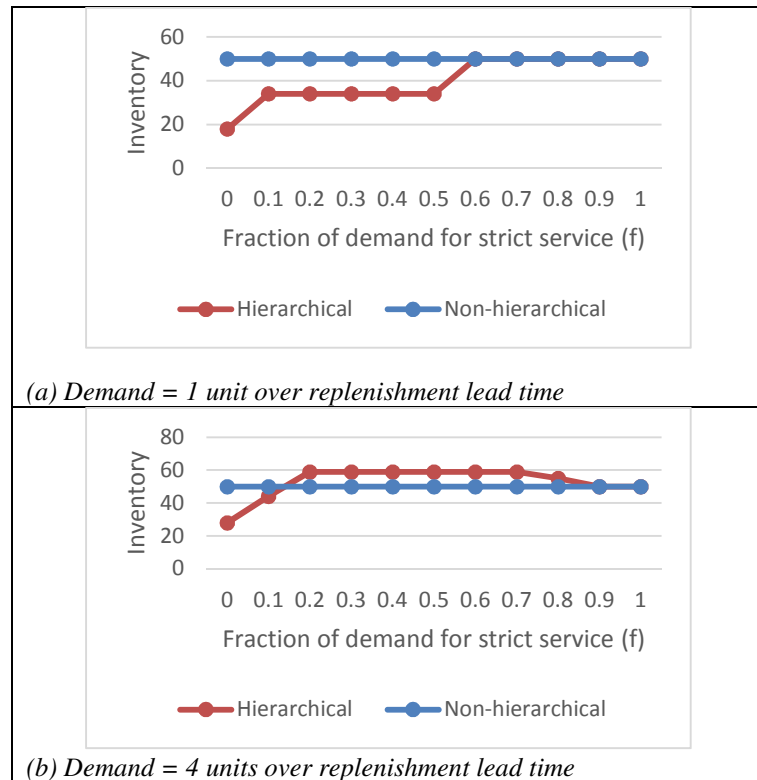 60
40
20
0
Inventory
0 0.1 0.2 0.3 0.4 0.5 0.6 0.7 0.8 0.9 1
Fraction of demand for strict service (f)
Hierarchical Non-hierarchical
(a) Demand = 1 unit over replenishment lead time
80
60
40
20
0
Inventory
0 0.1 0.2 0.3 0.4 0.5 0.6 0.7 0.8 0.9 1
Fraction of demand for strict service (f)
Hierarchical Non-hierarchical
(b) Demand = 4 units over replenishment lead time